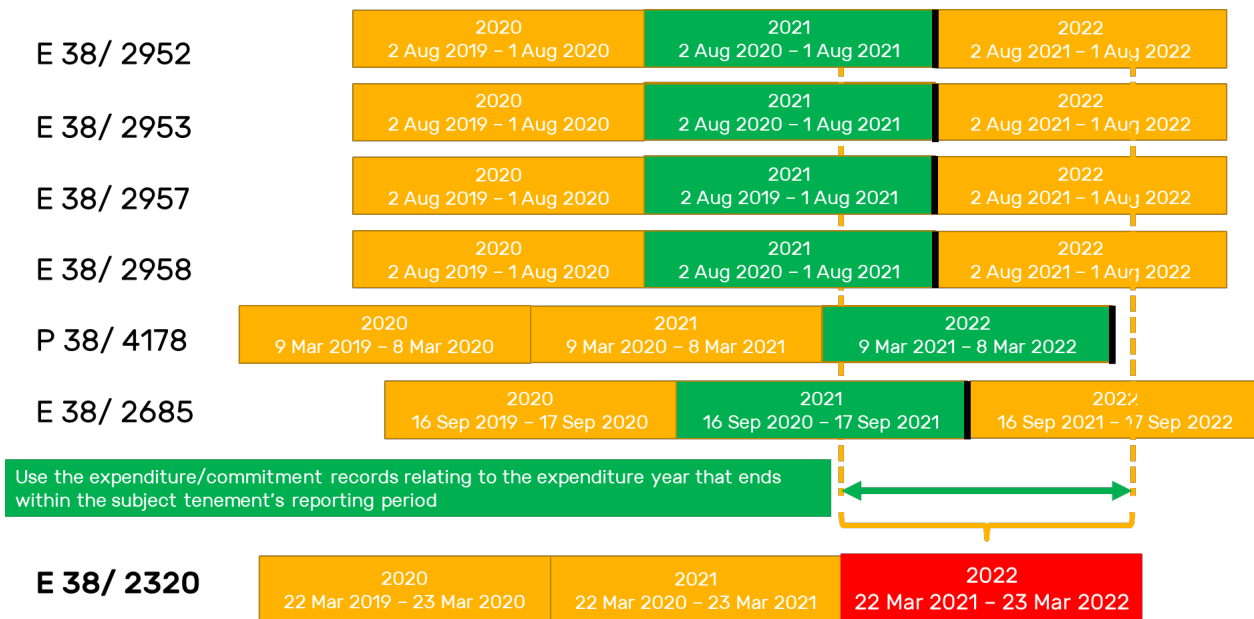 E 38/ 2952
2020
2 Aug 2019 – 1 Aug 2020
2021
2 Aug 2020 – 1 Aug 2021
2022
2 Aug 2021 – 1 Aug 2022
E 38/ 2953
2020
2 Aug 2019 – 1 Aug 2020
2021
2 Aug 2020 – 1 Aug 2021
2022
2 Aug 2021 – 1 Aug 2022
E 38/ 2957
2020
2 Aug 2019 – 1 Aug 2020
2021
2 Aug 2019 – 1 Aug 2021
2022
2 Aug 2021 – 1 Aug 2022
E 38/ 2958
2020
2 Aug 2019 – 1 Aug 2020
2021
2 Aug 2020 – 1 Aug 2021
2022
2 Aug 2021 – 1 Aug 2022
P 38/ 4178
2020
9 Mar 2019 – 8 Mar 2020
2021
9 Mar 2020 – 8 Mar 2021
2022
9 Mar 2021 – 8 Mar 2022
E 38/ 2685
2020
16 Sep 2019 – 17 Sep 2020
2021
16 Sep 2020 – 17 Sep 2021
2022
16 Sep 2021 – 17 Sep 2022
Use the expenditure/commitment records relating to the expenditure year that ends
within the subject tenement's reporting period
E 38/ 2320
2020
22 Mar 2019 – 23 Mar 2020
2021
22 Mar 2020 – 23 Mar 2021
2022
22 Mar 2021 – 23 Mar 2022